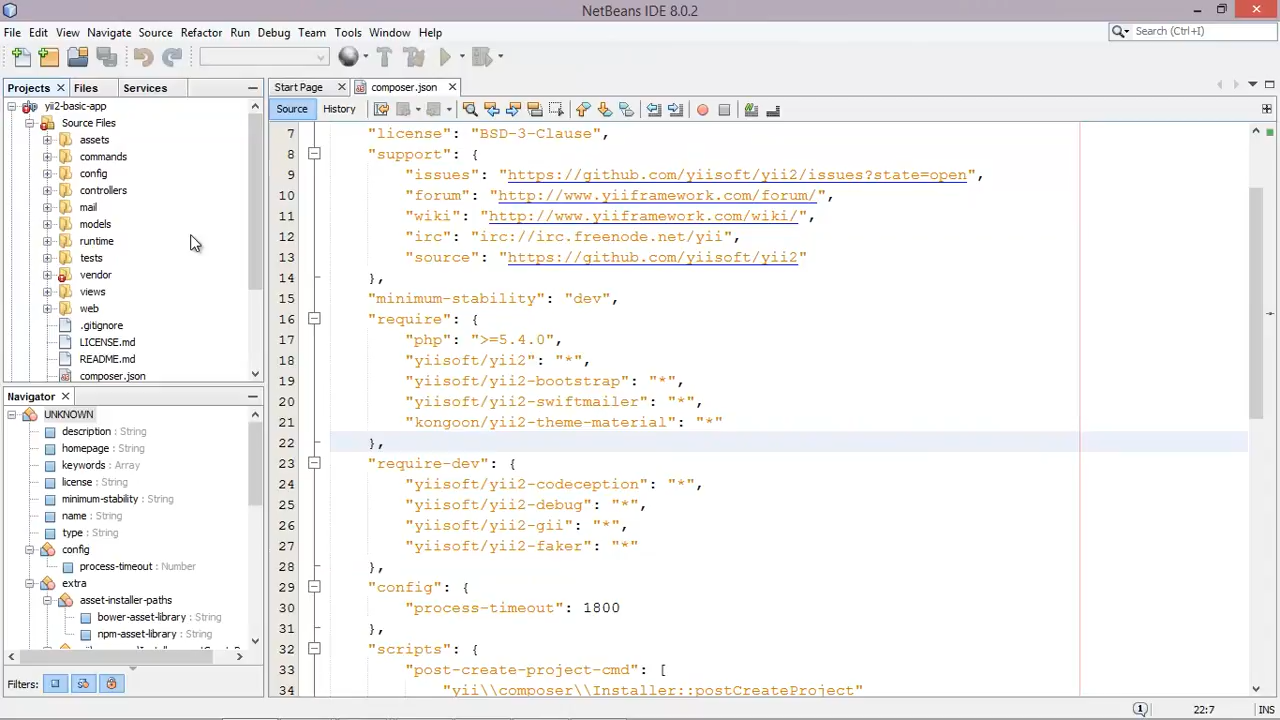 NetBeans IDE 8.0.2
File Edit View Navigate Source Refactor Run Debug Team Tools Window Help
Search (Ctrl+I)
Projects Files Services
Start Page composer.json
Source History
yii2-basic-app
Source Files
assets
commands
config
controllers
mail
models
runtime
tests
vendor
views
web
.gitignore
LICENSE.md
README.md
composer.json
Navigator
UNKNOWN
description : String
homepage : String
keywords : Array
license : String
minimum-stability : String
name : String
type : String
config
process-timeout : Number
extra
asset-installer-paths
bower-asset-library : String
npm-asset-library : String
Filters:
7 "license": "BSD-3-Clause",
8 "support": {
9 "issues": "https://github.com/yiisoft/yii2/issues?state=open",
10 "forum": "http://www.yiiframework.com/forum/",
11 "wiki": "http://www.yiiframework.com/wiki/",
12 "irc": "irc://irc.freenode.net/yii",
13 "source": "https://github.com/yiisoft/yii2"
14 },
15 "minimum-stability": "dev",
16 "require": {
17 "php": ">=5.4.0",
18 "yiisoft/yii2": "*",
19 "yiisoft/yii2-bootstrap": "*",
20 "yiisoft/yii2-swiftmailer": "*",
21 "kongoon/yii2-theme-material": "*"
22 },
23 "require-dev": {
24 "yiisoft/yii2-codeception": "*",
25 "yiisoft/yii2-debug": "*",
26 "yiisoft/yii2-gii": "*",
27 "yiisoft/yii2-faker": "*"
28 },
29 "config": {
30 "process-timeout": 1800
31 },
32 "scripts": {
33 "post-create-project-cmd": [
34 "yii\\composer\\Installer::postCreateProject"
22:7 INS